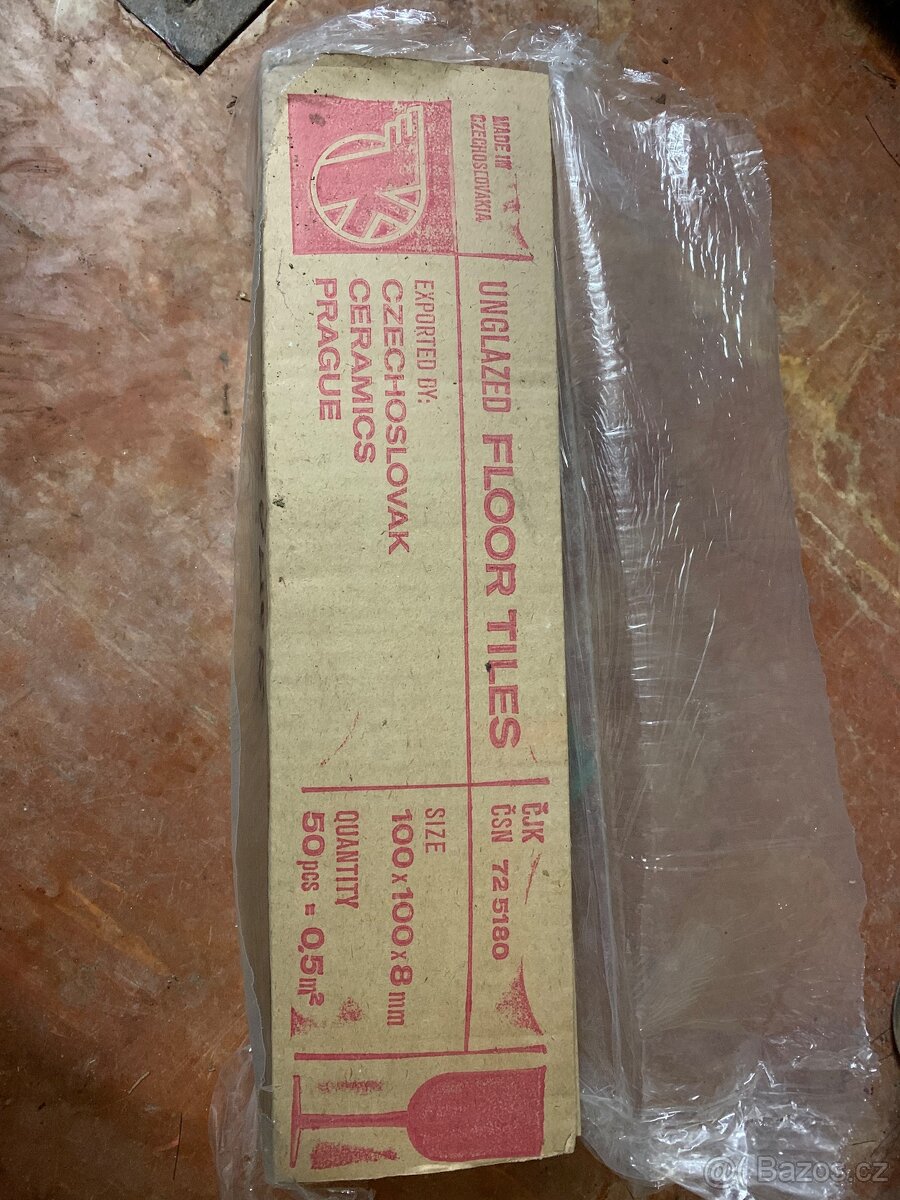 MADE IN
CZECHOSLOVAKIA
UNGLAZED FLOOR TILES
EXPORTED BY:
CZECHOSLOVAK
CERAMICS
PRAGUE
ČJK
ČSN 72 5180
SIZE
100 x 100 x 8 mm
QUANTITY
50 pcs = 0,5 m²
@ Bazos.cz